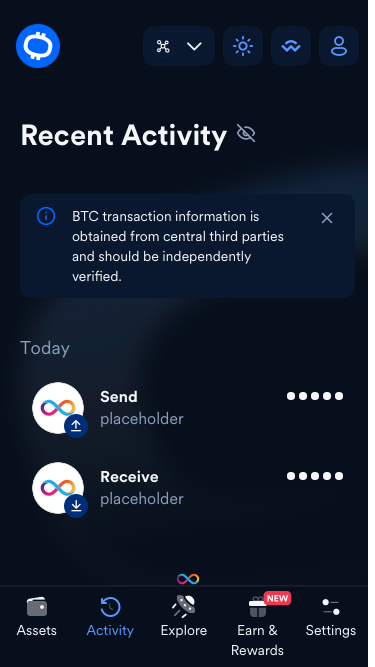 Recent Activity
BTC transaction information is
obtained from central third parties
and should be independently
verified.
Today
Send
placeholder
Receive
placeholder
NEW
Assets
Activity
Explore
Earn &
Rewards
Settings